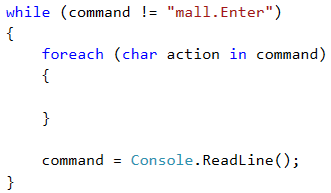 while (command != "mall.Enter")
{
    foreach (char action in command)
    {

    }

    command = Console.ReadLine();
}